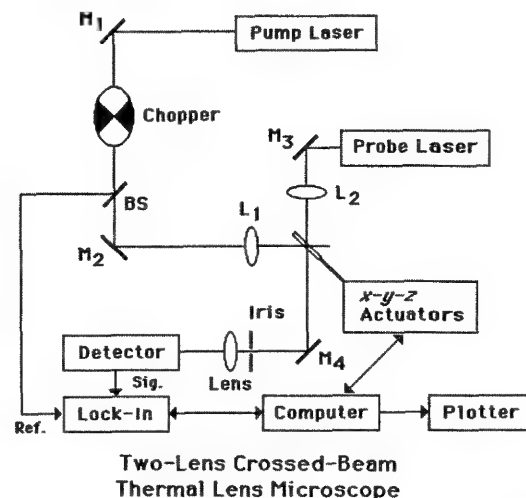 M1
Pump Laser
Chopper
M3
Probe Laser
BS
L2
L1
M2
x-y-z
Actuators
Iris
Detector
Lens
M4
Sig.
Lock-In
Computer
Plotter
Ref.
Two-Lens Crossed-Beam
Thermal Lens Microscope